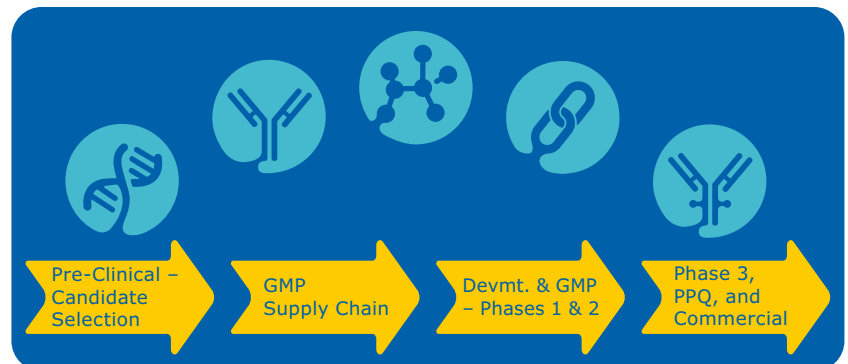 Pre-Clinical –
Candidate
Selection
GMP
Supply Chain
Devmt. & GMP
– Phases 1 & 2
Phase 3,
PPQ, and
Commercial